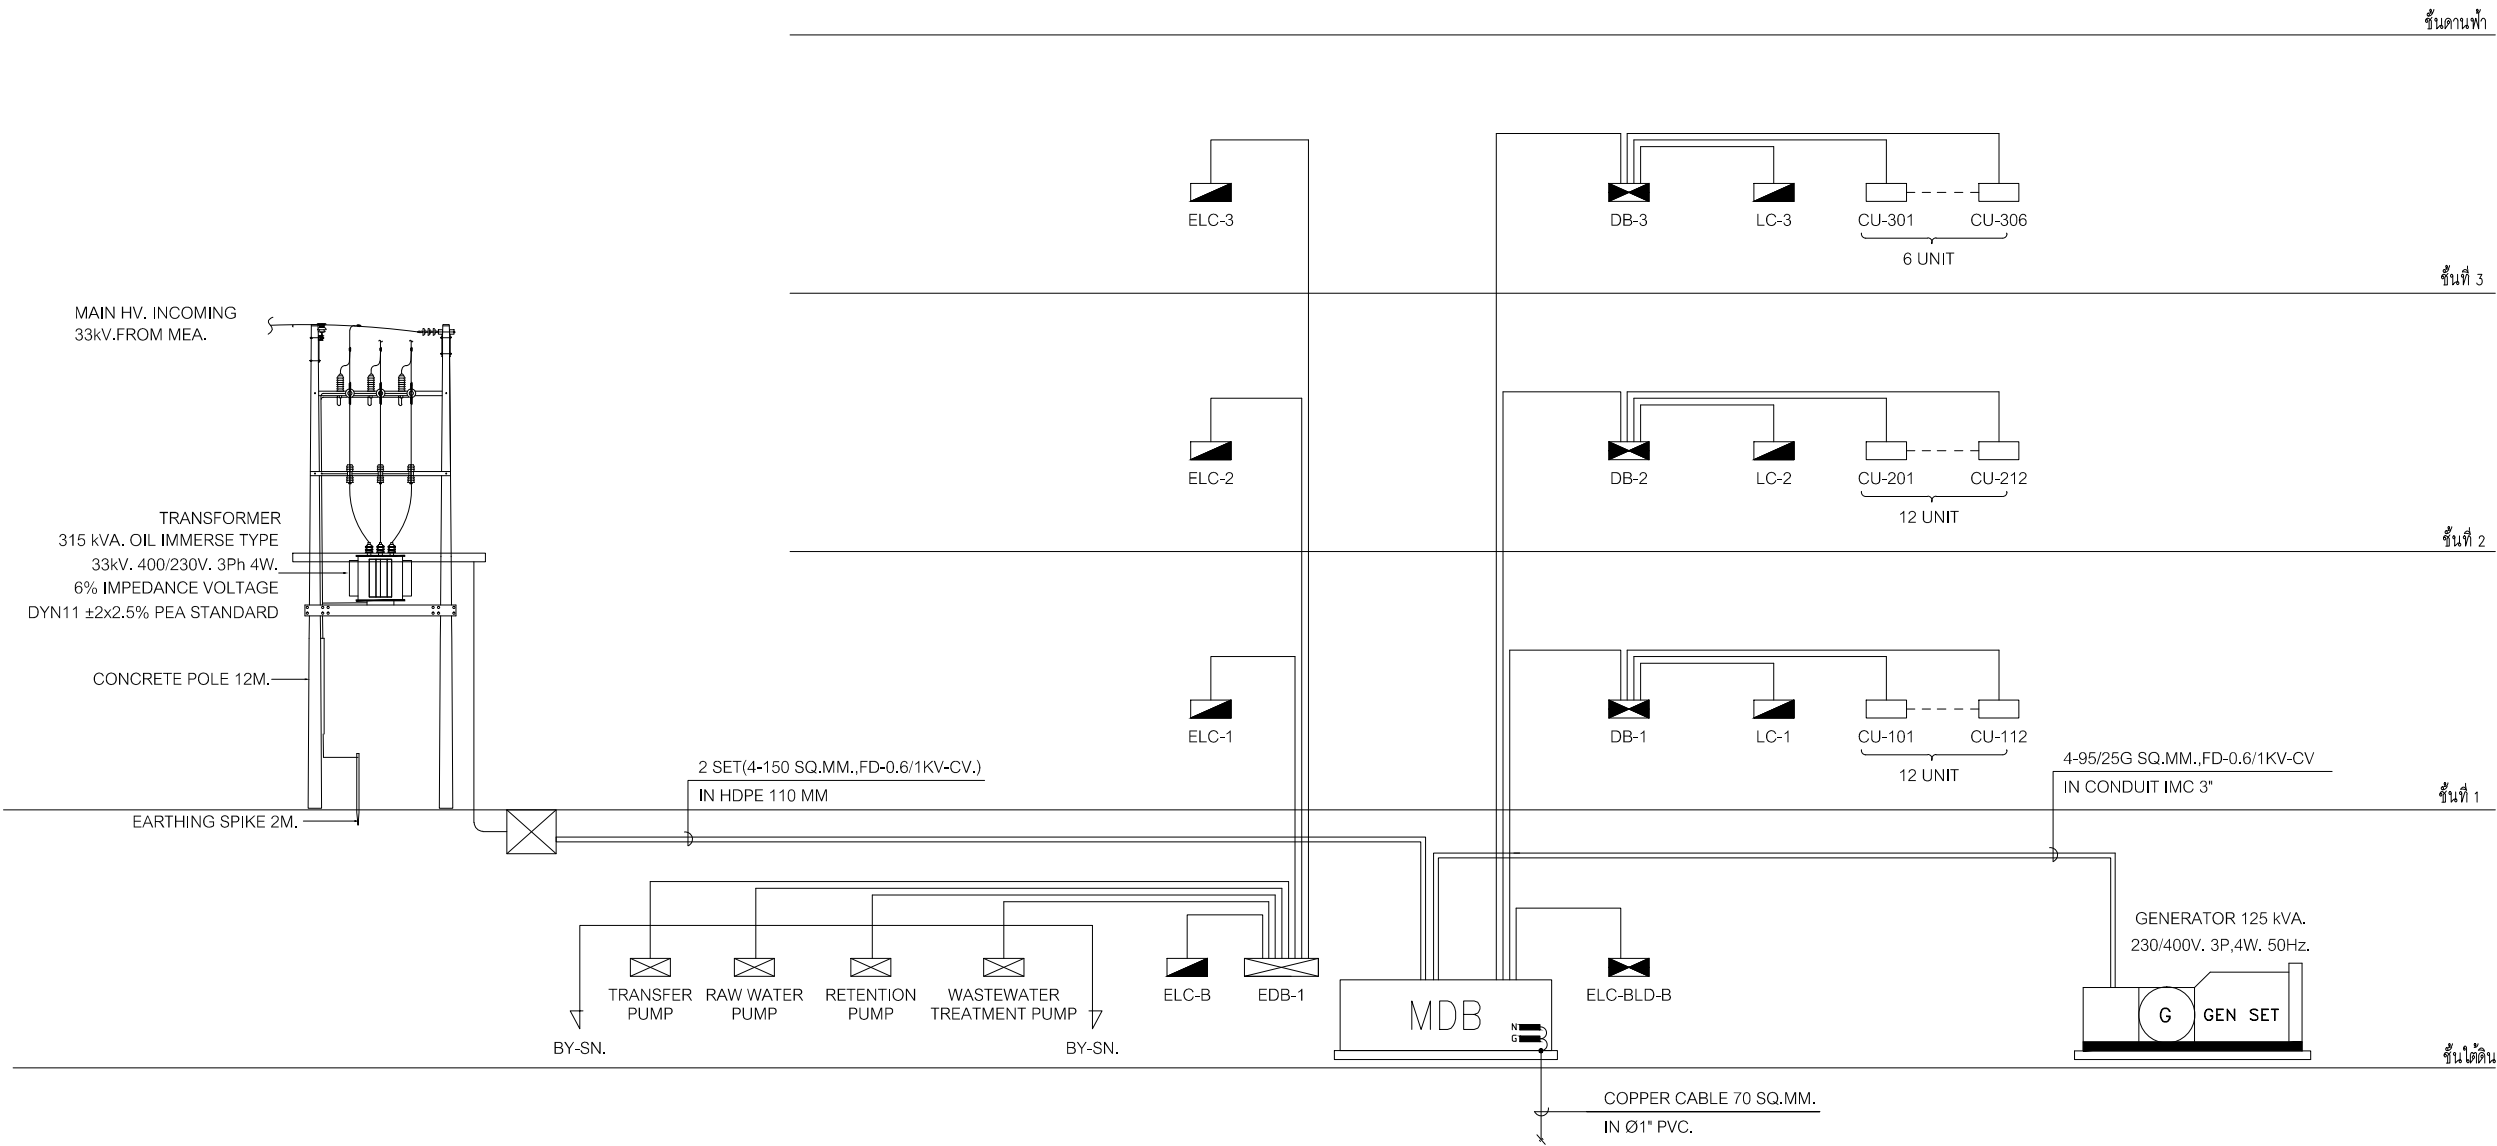 ชั้นดานฟ้า
ELC-3
DB-3
LC-3
CU-301
CU-306
6 UNIT
ชั้นที่ 3
MAIN HV. INCOMING
33kV.FROM MEA.
ELC-2
DB-2
LC-2
CU-201
CU-212
12 UNIT
ชั้นที่ 2
TRANSFORMER
315 kVA. OIL IMMERSE TYPE
33kV. 400/230V. 3Ph 4W.
6% IMPEDANCE VOLTAGE
DYN11 ±2x2.5% PEA STANDARD
CONCRETE POLE 12M.
ELC-1
DB-1
LC-1
CU-101
CU-112
12 UNIT
2 SET(4-150 SQ.MM.,FD-0.6/1KV-CV.)
IN HDPE 110 MM
4-95/25G SQ.MM.,FD-0.6/1KV-CV
IN CONDUIT IMC 3"
ชั้นที่ 1
EARTHING SPIKE 2M.
TRANSFER
PUMP
RAW WATER
PUMP
RETENTION
PUMP
WASTEWATER
TREATMENT PUMP
BY-SN.
BY-SN.
ELC-B
EDB-1
MDB
N
G
ELC-BLD-B
GENERATOR 125 kVA.
230/400V. 3P,4W. 50Hz.
G
GEN SET
ชั้นใต้ดิน
COPPER CABLE 70 SQ.MM.
IN Ø1" PVC.